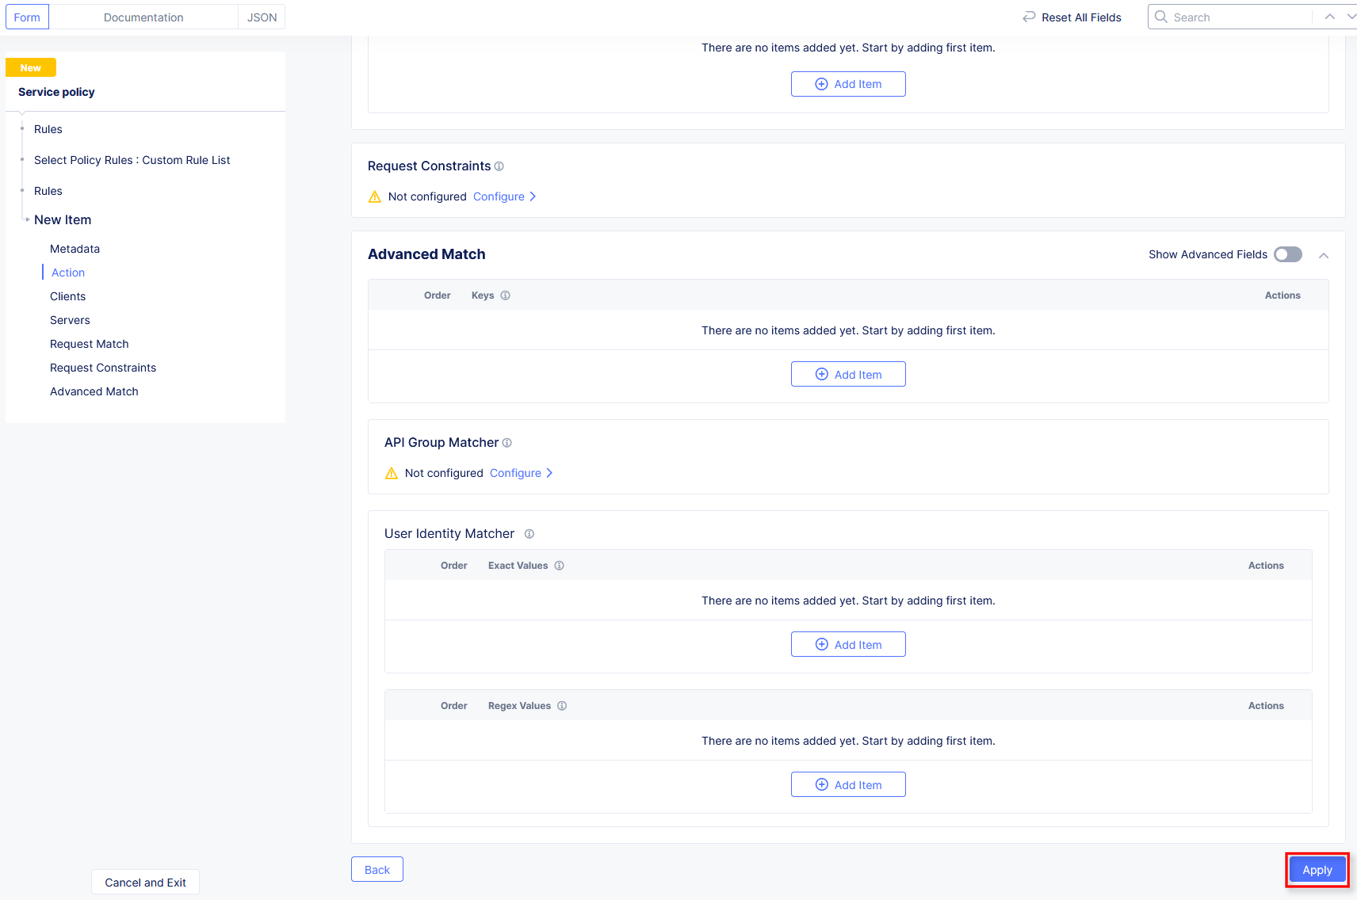 Form Documentation JSON Reset All Fields Search
New
Service policy
Rules
Select Policy Rules : Custom Rule List
Rules
New Item
Metadata
Action
Clients
Servers
Request Match
Request Constraints
Advanced Match
Cancel and Exit
There are no items added yet. Start by adding first item.
Add Item
Request Constraints
Not configured Configure
Advanced Match Show Advanced Fields
Order Keys Actions
There are no items added yet. Start by adding first item.
Add Item
API Group Matcher
Not configured Configure
User Identity Matcher
Order Exact Values Actions
There are no items added yet. Start by adding first item.
Add Item
Order Regex Values Actions
There are no items added yet. Start by adding first item.
Add Item
Back Apply